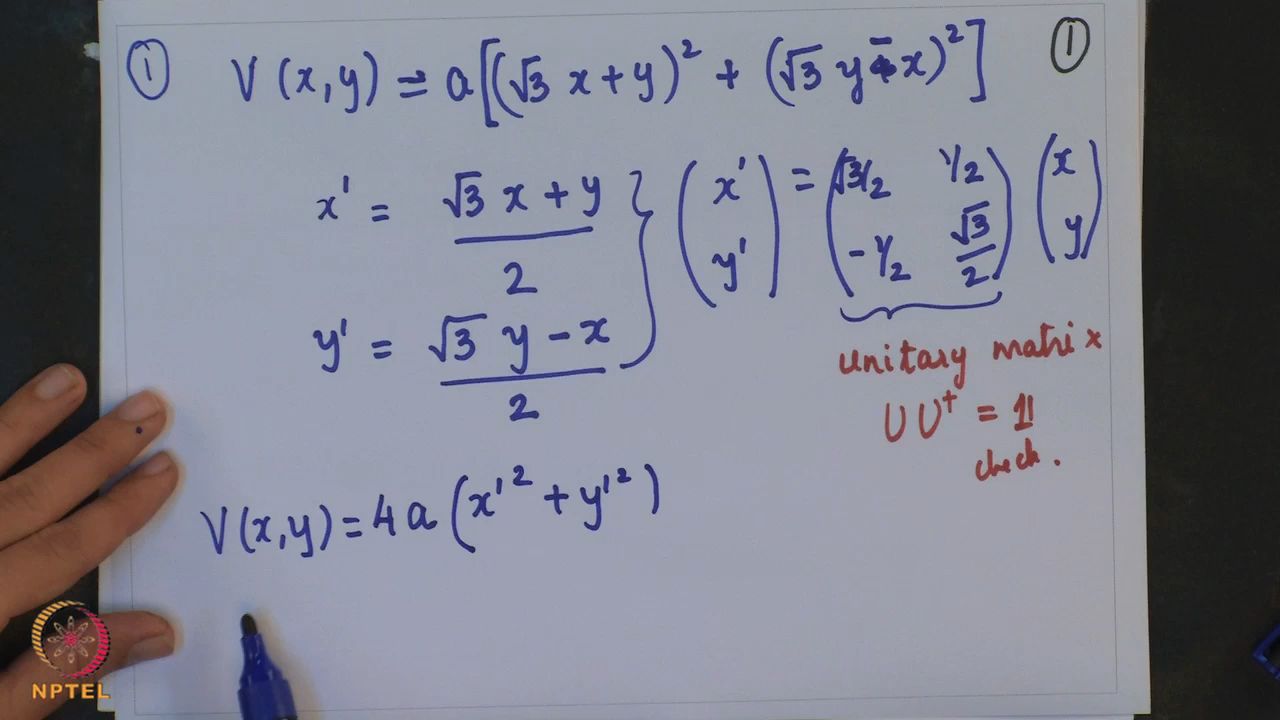 ① V(x,y) = a[(√3 x+y)² + (√3 y-x)²] ①
x' = (√3 x+y)/2
y' = (√3 y-x)/2
(x' y') = (√3/2 1/2 -1/2 √3/2) (x y)
unitary matrix
UU† = 1
check.
V(x,y) = 4a(x'² + y'²)
NPTEL